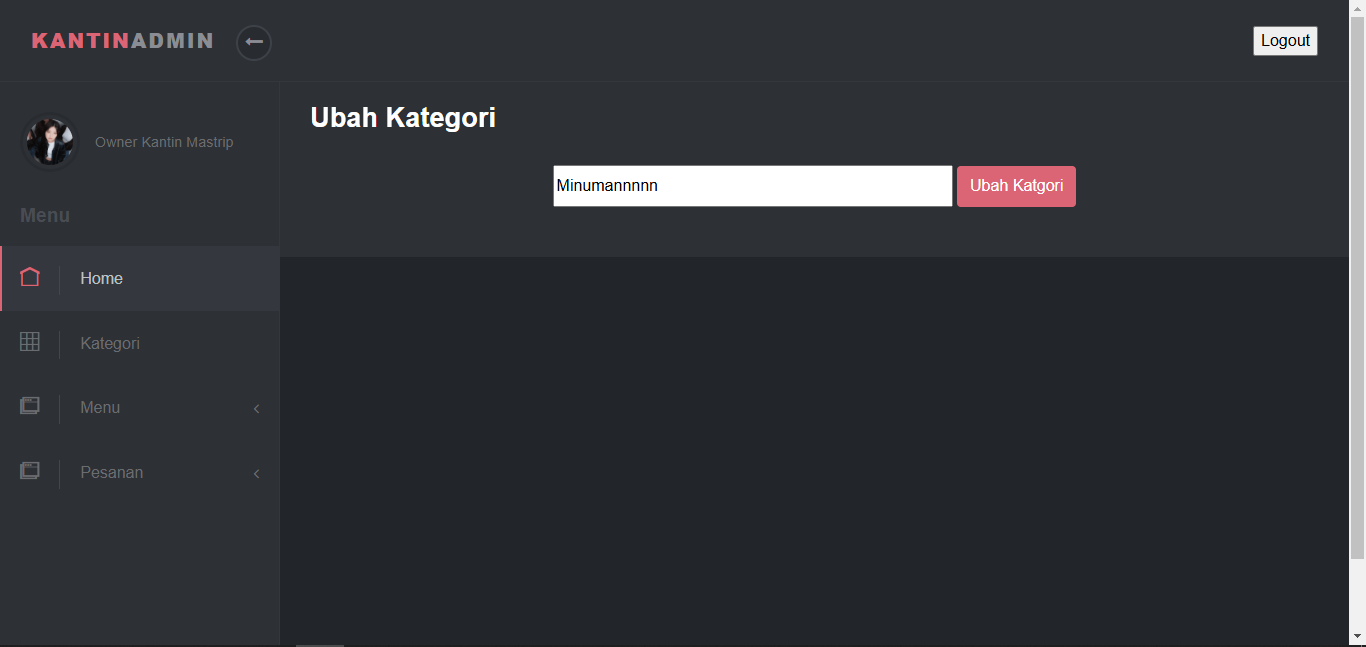 KANTINADMIN
Logout
Owner Kantin Mastrip
Menu
Home
Kategori
Menu
Pesanan
Ubah Kategori
Minumannnnn
Ubah Katgori